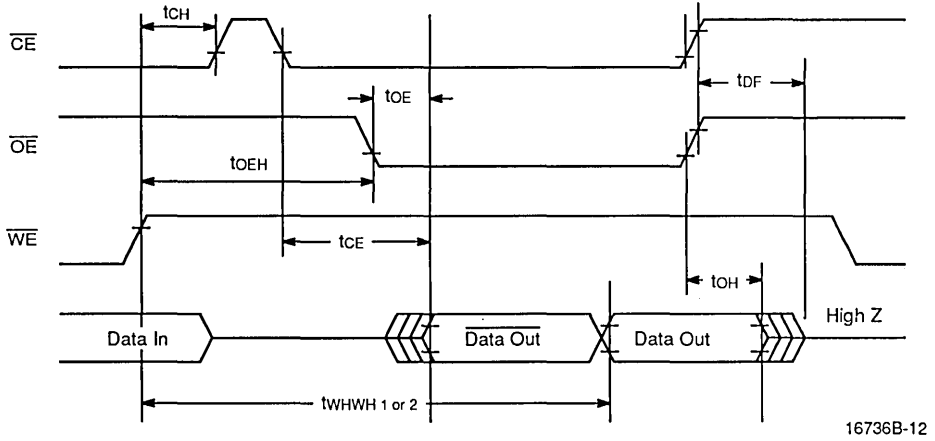 tCH
CE
tDF
tOE
OE
tOEH
WE
tCE
tOH
Data In
Data Out
Data Out
High Z
tWHWH 1 or 2
16736B-12